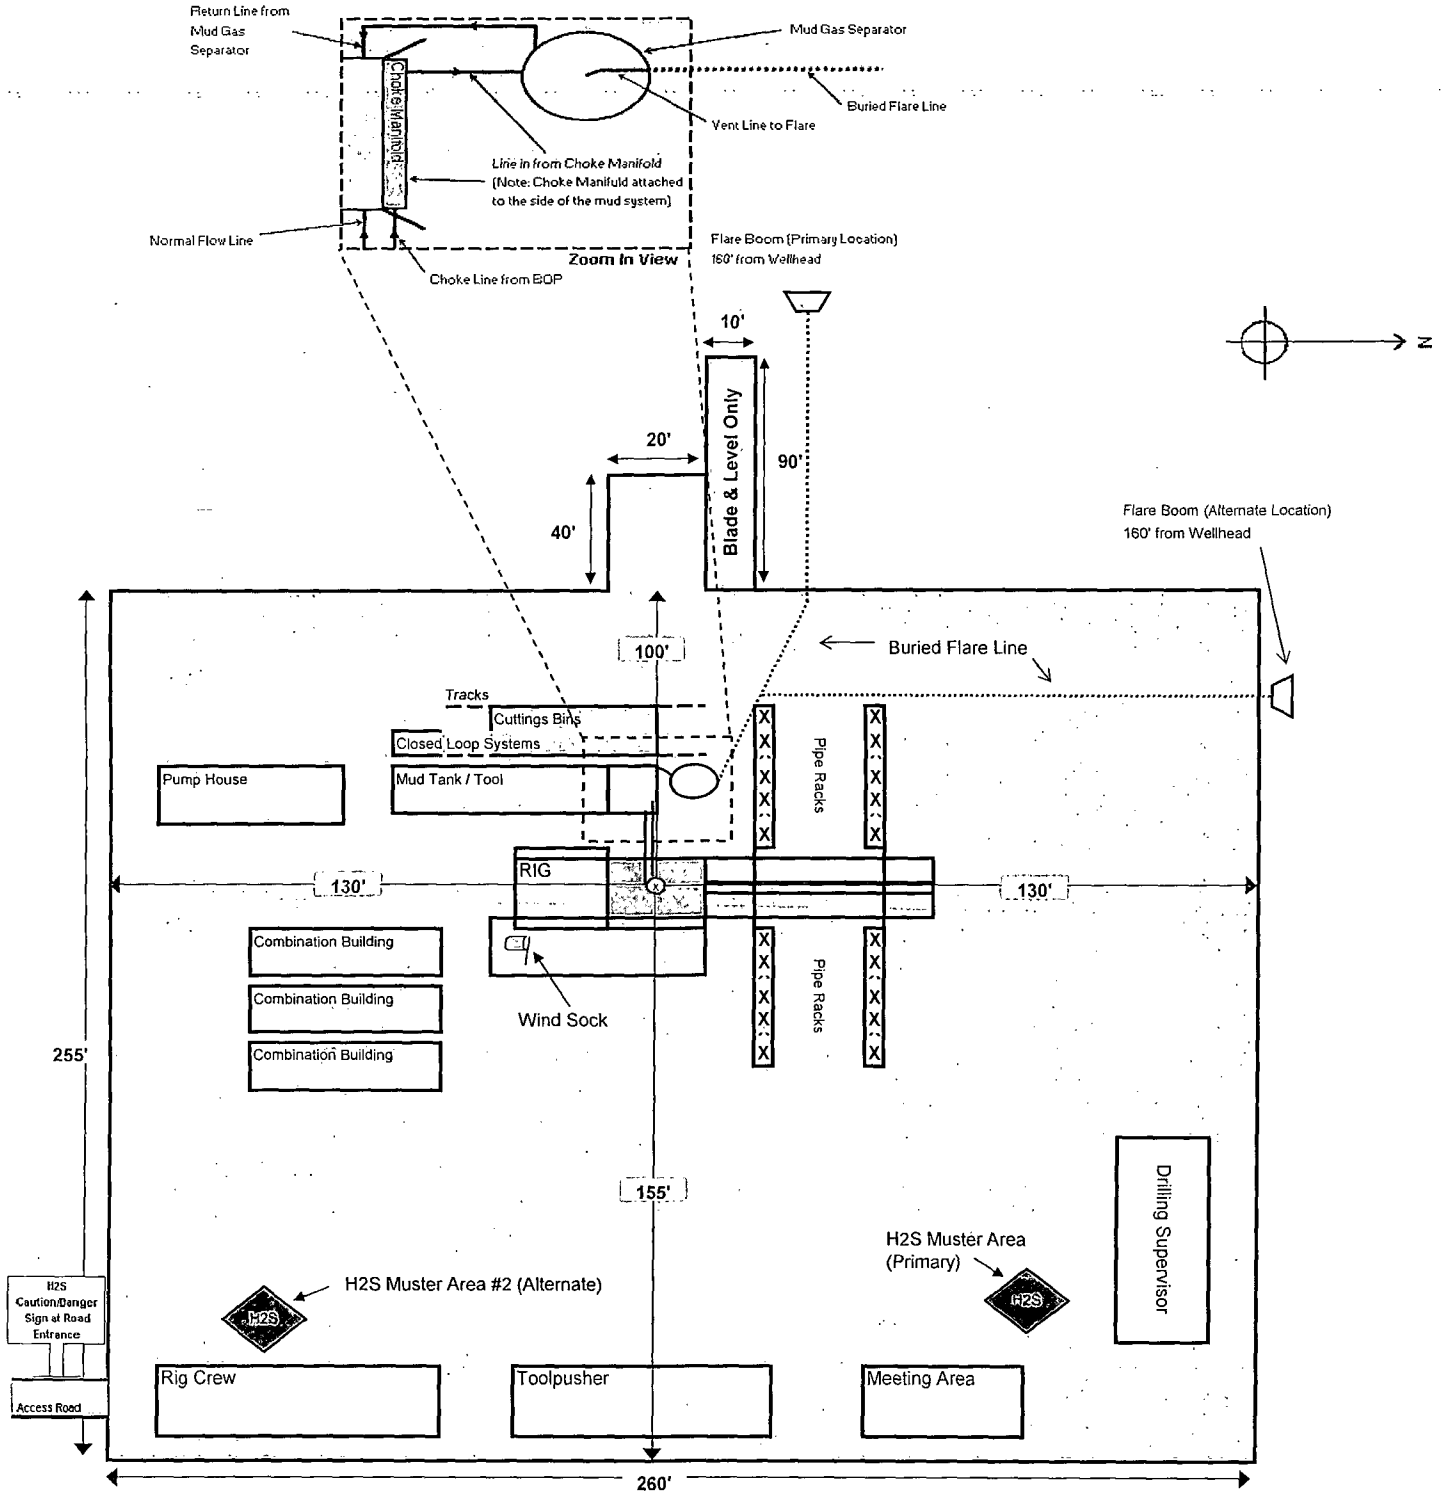 Return Line from
Mud Gas
Separator
Mud Gas Separator
Choke Manifold
Buried Flare Line
Vent Line to Flare
Line in from Choke Manifold
(Note: Choke Manifold attached
to the side of the mud system)
Normal Flow Line
Choke Line from BOP
Zoom In View
Flare Boom (Primary Location)
160' from Wellhead
10'
N
Blade & Level Only
20'
90'
40'
Flare Boom (Alternate Location)
160' from Wellhead
100'
Buried Flare Line
Tracks
Cuttings Bins
Closed Loop Systems
Pump House
Mud Tank / Tool
X X
X X
X X
X X
X X
Pipe Racks
RIG
130'
X
130'
Combination Building
Combination Building
Combination Building
X X
X X
X X
X X
X X
Pipe Racks
Wind Sock
255'
155'
Drilling Supervisor
H2S Muster Area
(Primary)
H2S
H2S Muster Area #2 (Alternate)
H2S
H2S
Caution/Danger
Sign at Road
Entrance
Access Road
Rig Crew
Toolpusher
Meeting Area
260'